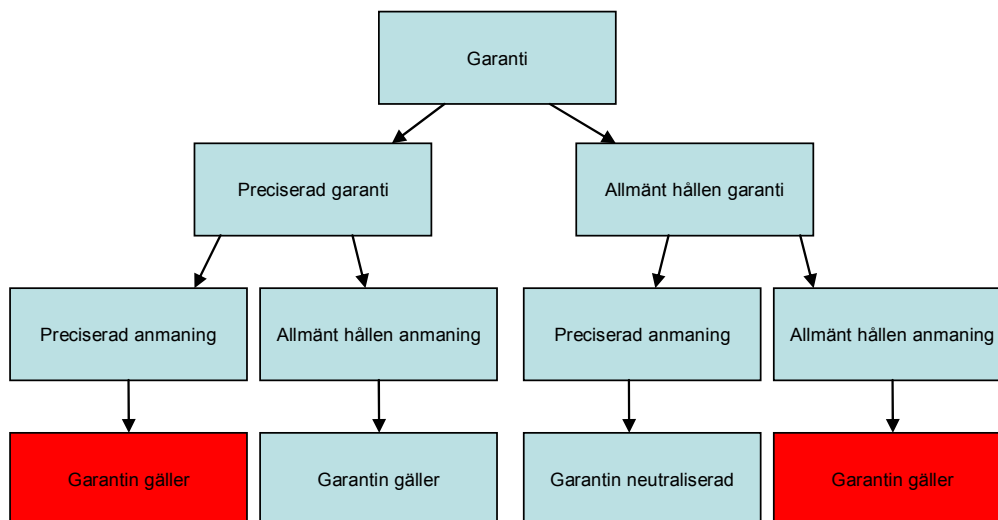 Garanti
Preciserad garanti
Allmänt hållen garanti
Preciserad anmaning
Allmänt hållen anmaning
Preciserad anmaning
Allmänt hållen anmaning
Garantin gäller
Garantin gäller
Garantin neutraliserad
Garantin gäller